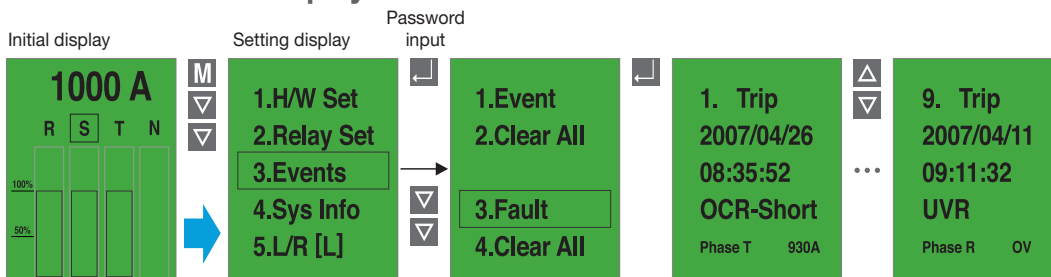 Initial display
Setting display
Password
input
1000 A
R S T N
100%
50%
M
1.H/W Set
2.Relay Set
3.Events
4.Sys Info
5.L/R [L]
1.Event
2.Clear All
3.Fault
4.Clear All
1. Trip
2007/04/26
08:35:52
OCR-Short
Phase T 930A
...
9. Trip
2007/04/11
09:11:32
UVR
Phase R OV